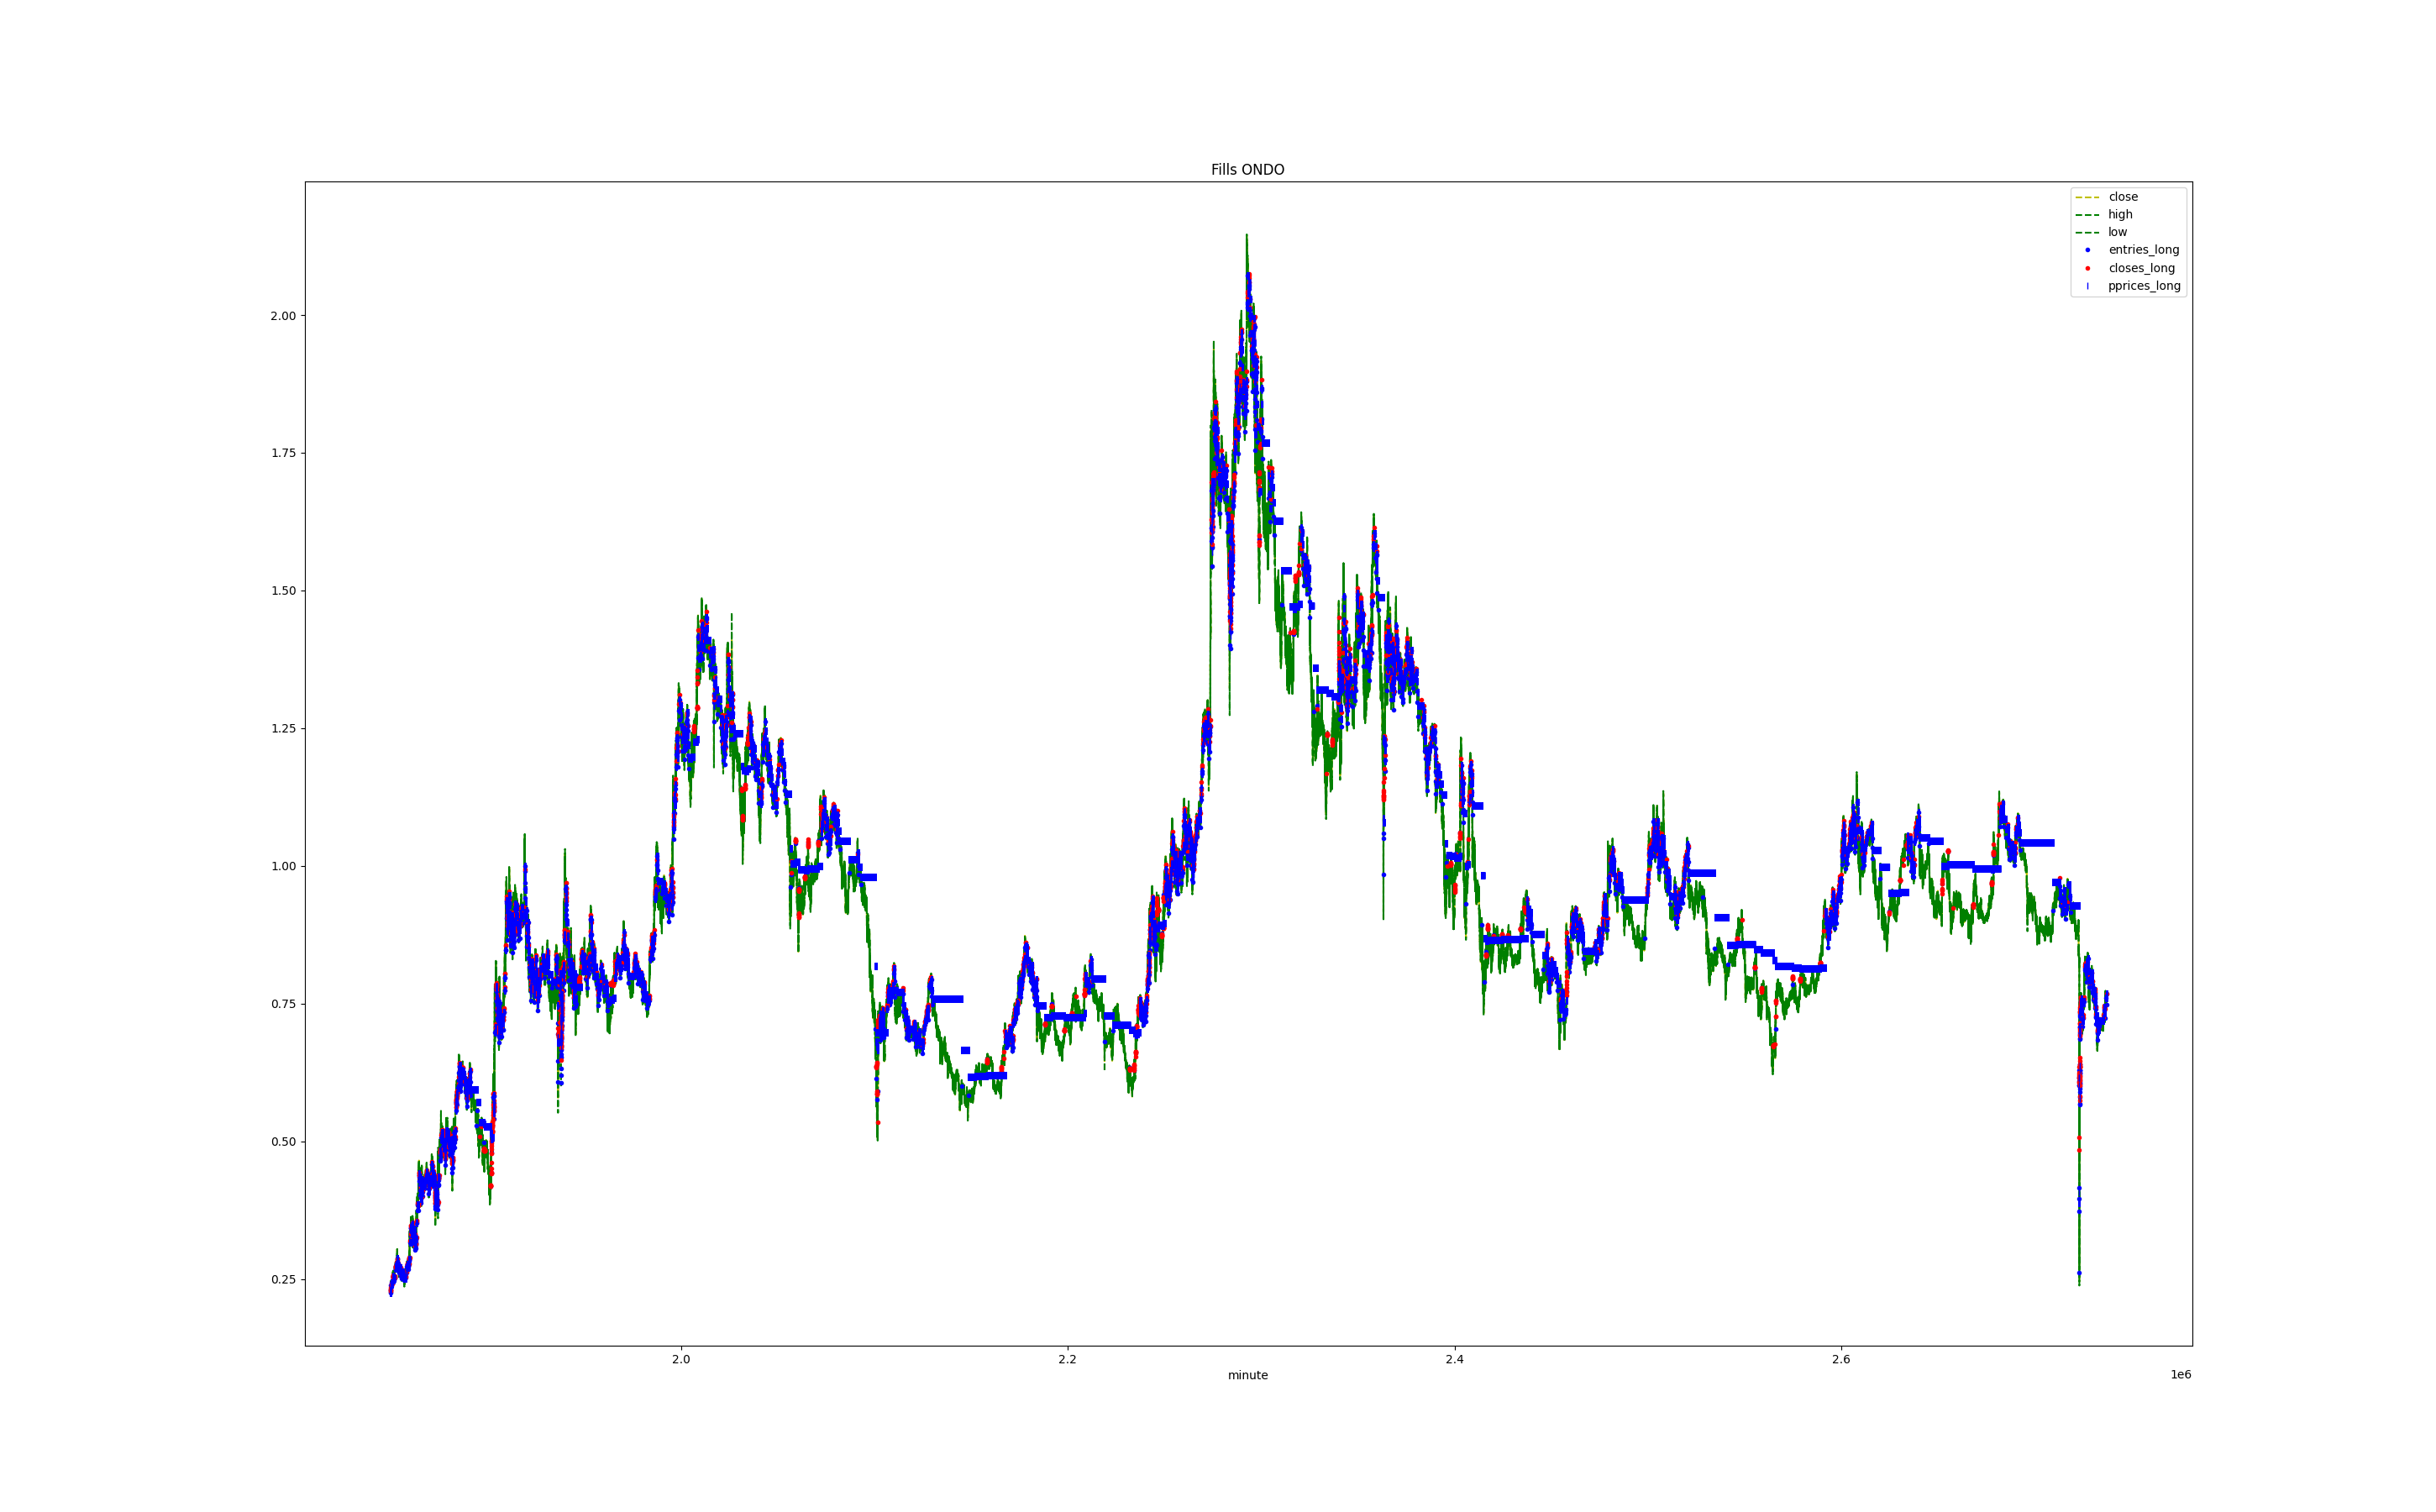 Fills ONDO
close
high
low
entries_long
closes_long
pprices_long
2.00
1.75
1.50
1.25
1.00
0.75
0.50
0.25
2.0 2.2 2.4 2.6
minute
1e6